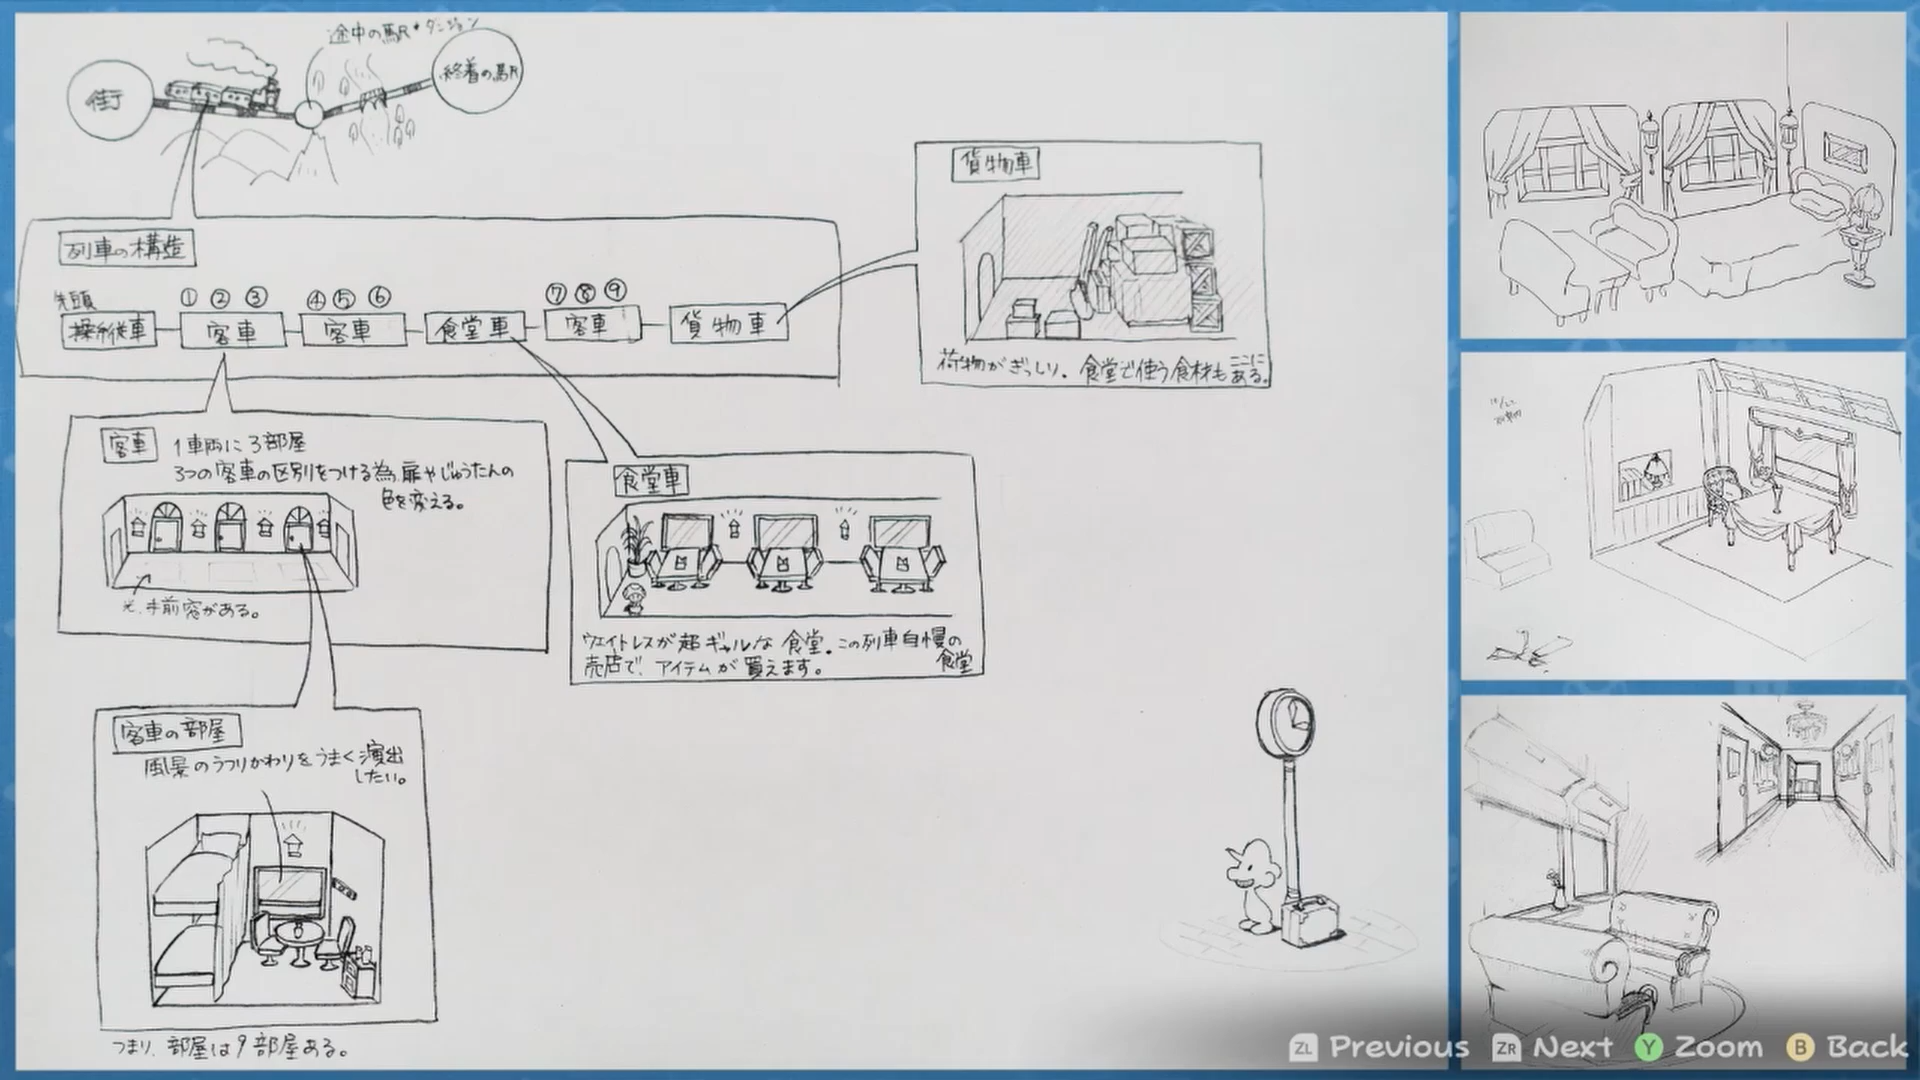 途中の駅*ダンジョン
街
終着の駅
列車の構造
先頭
① ② ③ ④ ⑤ ⑥ ⑦ ⑧ ⑨
操縦車 客車 客車 食堂車 客車 貨物車
貨物車
荷物がぎっしり。食堂で使う食材もここに
ある。
客車 1車両に3部屋
3つの客車の区別をつける為、扉やじゅうたんの
色を変える。
光.手前窓がある。
食堂車
ウェイトレスが超ギャルな食堂。この列車自慢の
食堂
売店で、アイテムが買えます。
客車の部屋
風景のうつりかわりをうまく演出
したい。
つまり、部屋は9部屋ある。
ZL Previous ZR Next Y Zoom B Back